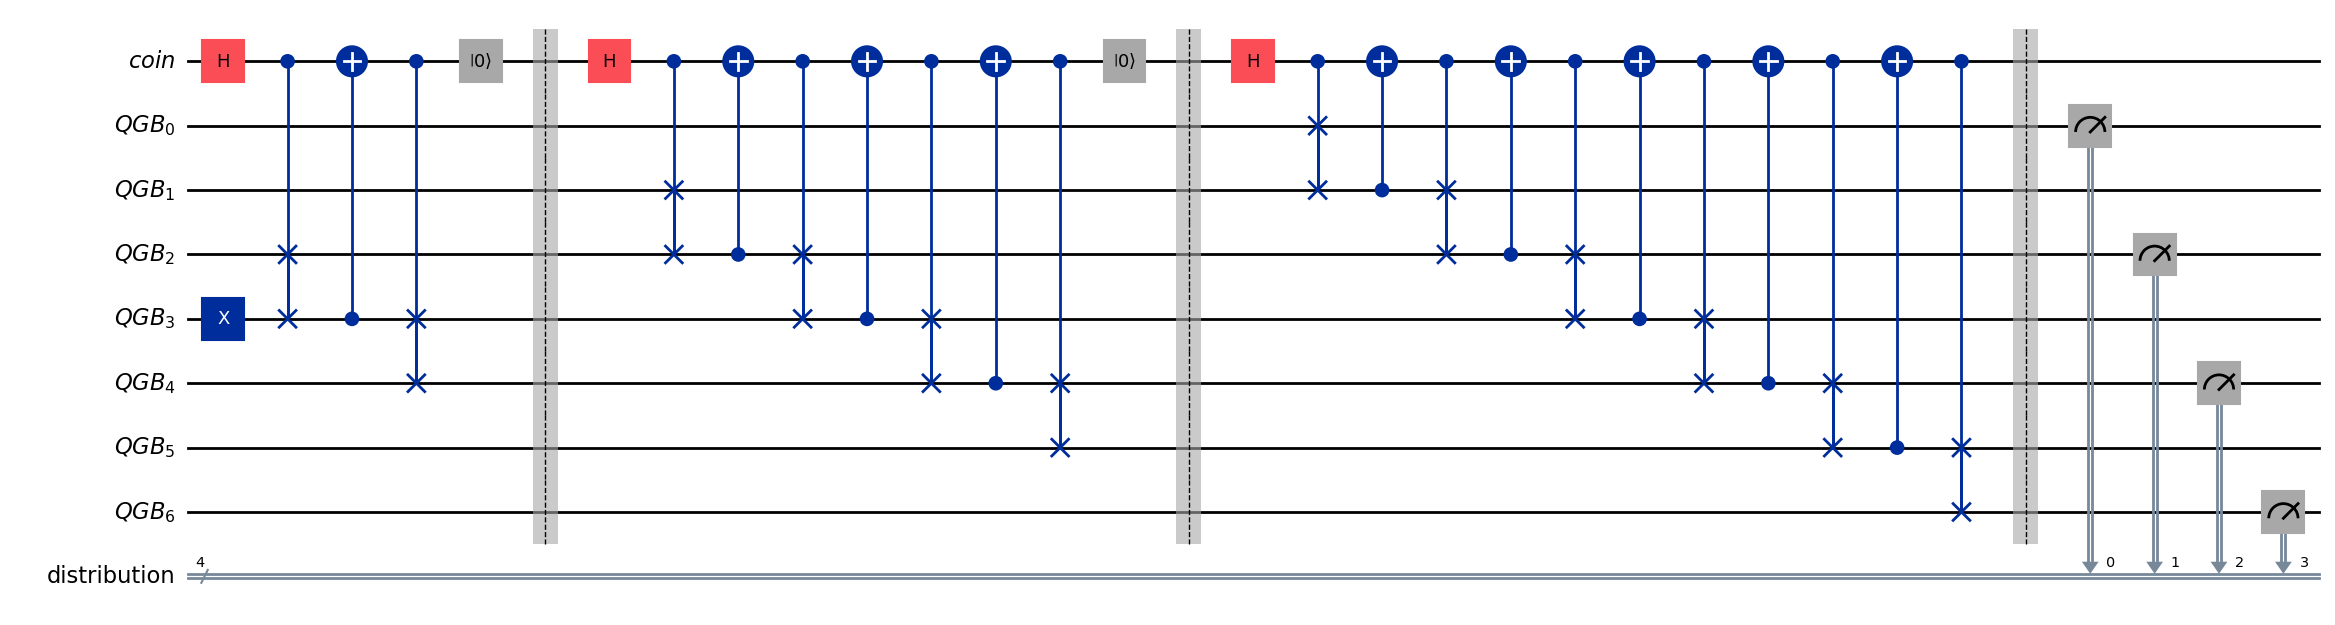 coin H |0⟩ H |0⟩ H
QGB₀
QGB₁
QGB₂
QGB₃ X
QGB₄
QGB₅
QGB₆
distribution 4 0 1 2 3